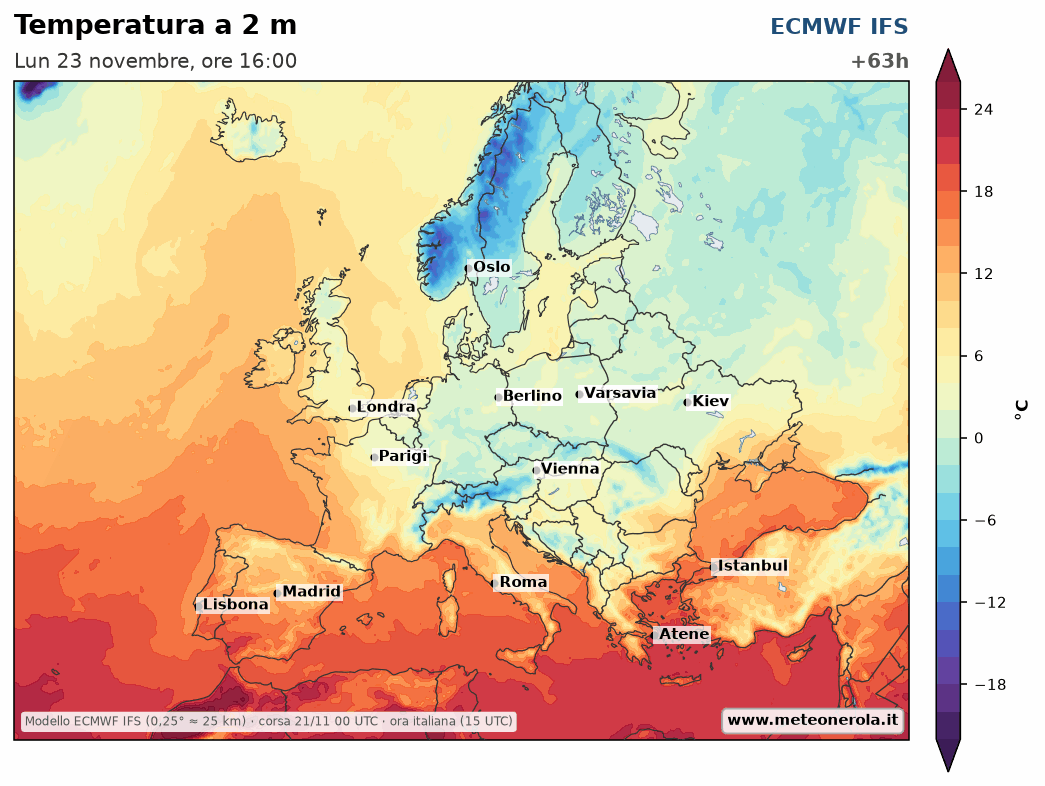 Temperatura a 2 m
ECMWF IFS
Lun 23 novembre, ore 16:00
+63h
24
18
12
6
0
−6
−12
−18
°C
Oslo
Londra
Berlino
Varsavia
Kiev
Parigi
Vienna
Istanbul
Roma
Madrid
Lisbona
Atene
Modello ECMWF IFS (0,25° ≈ 25 km) · corsa 21/11 00 UTC · ora italiana (15 UTC)
www.meteonerola.it